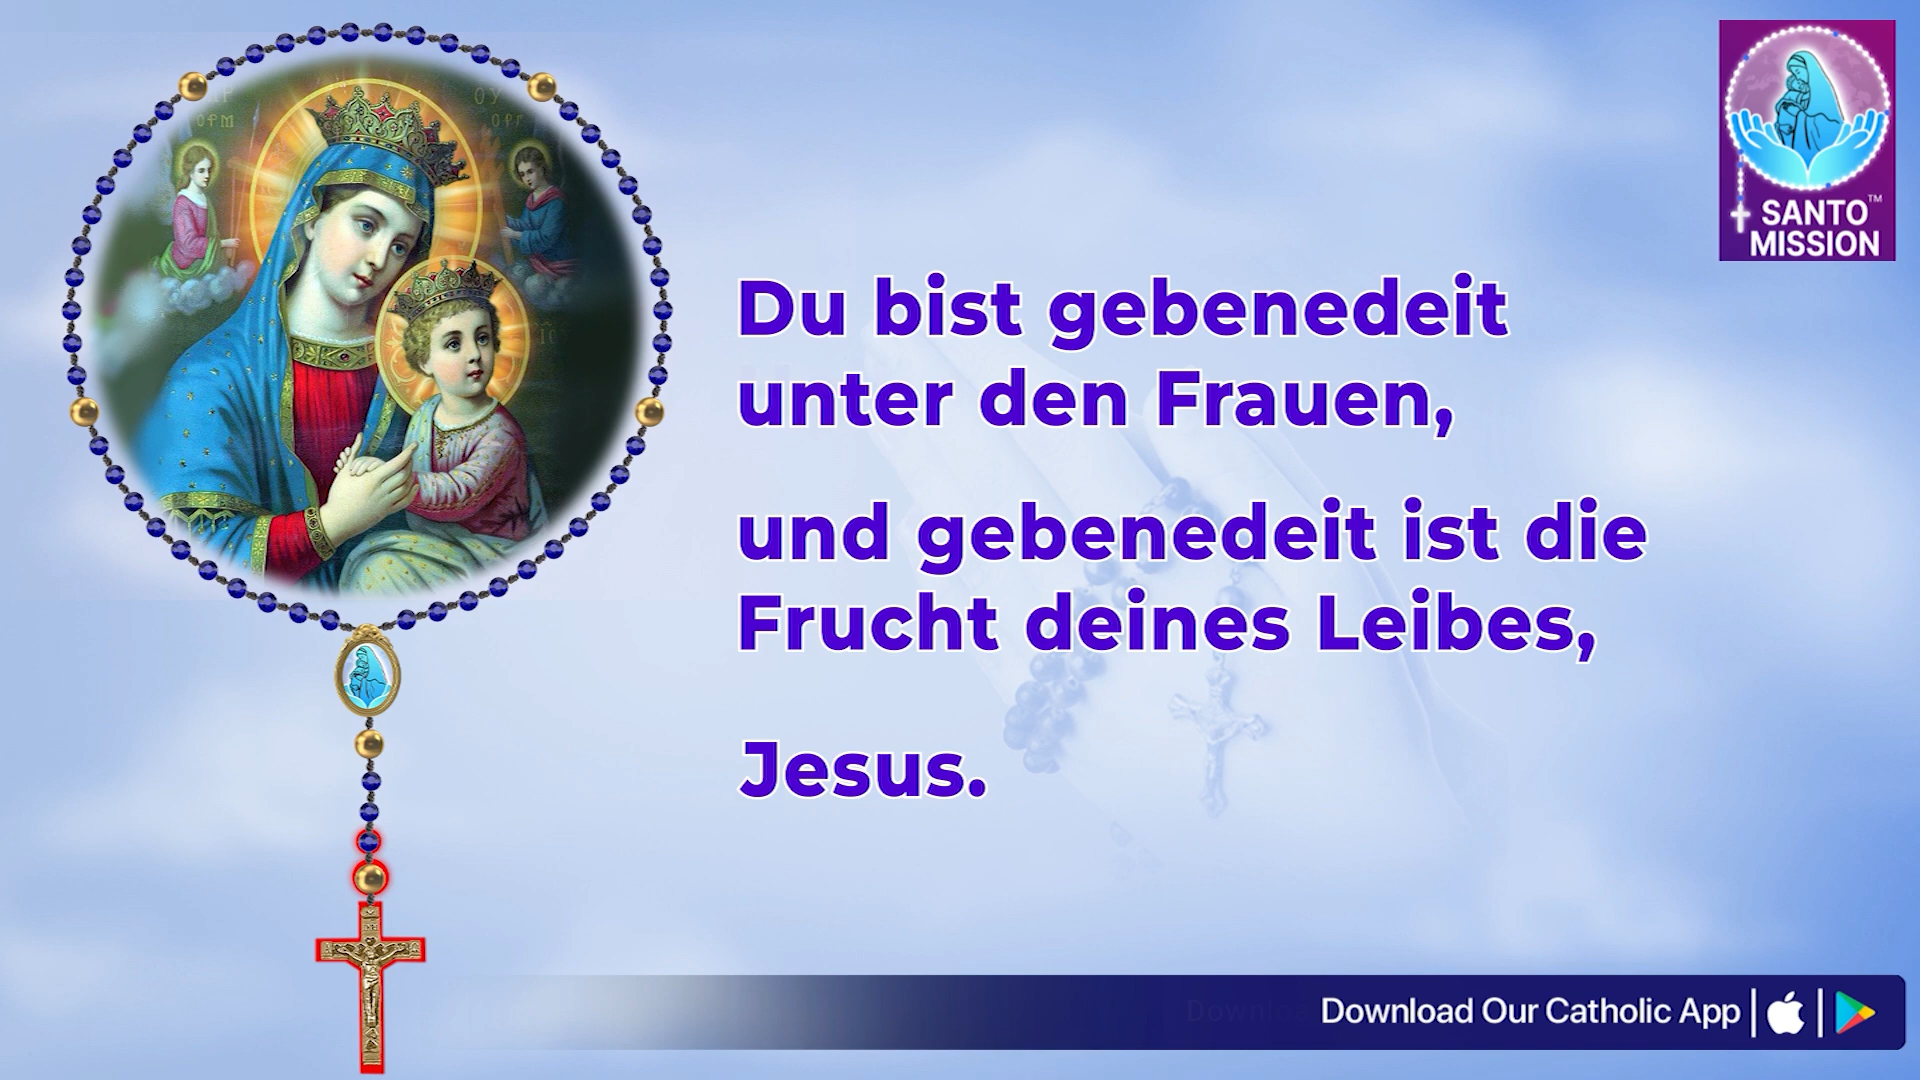 SANTO™
MISSION
Du bist gebenedeit
unter den Frauen,
und gebenedeit ist die
Frucht deines Leibes,
Jesus.
Download Our Catholic App